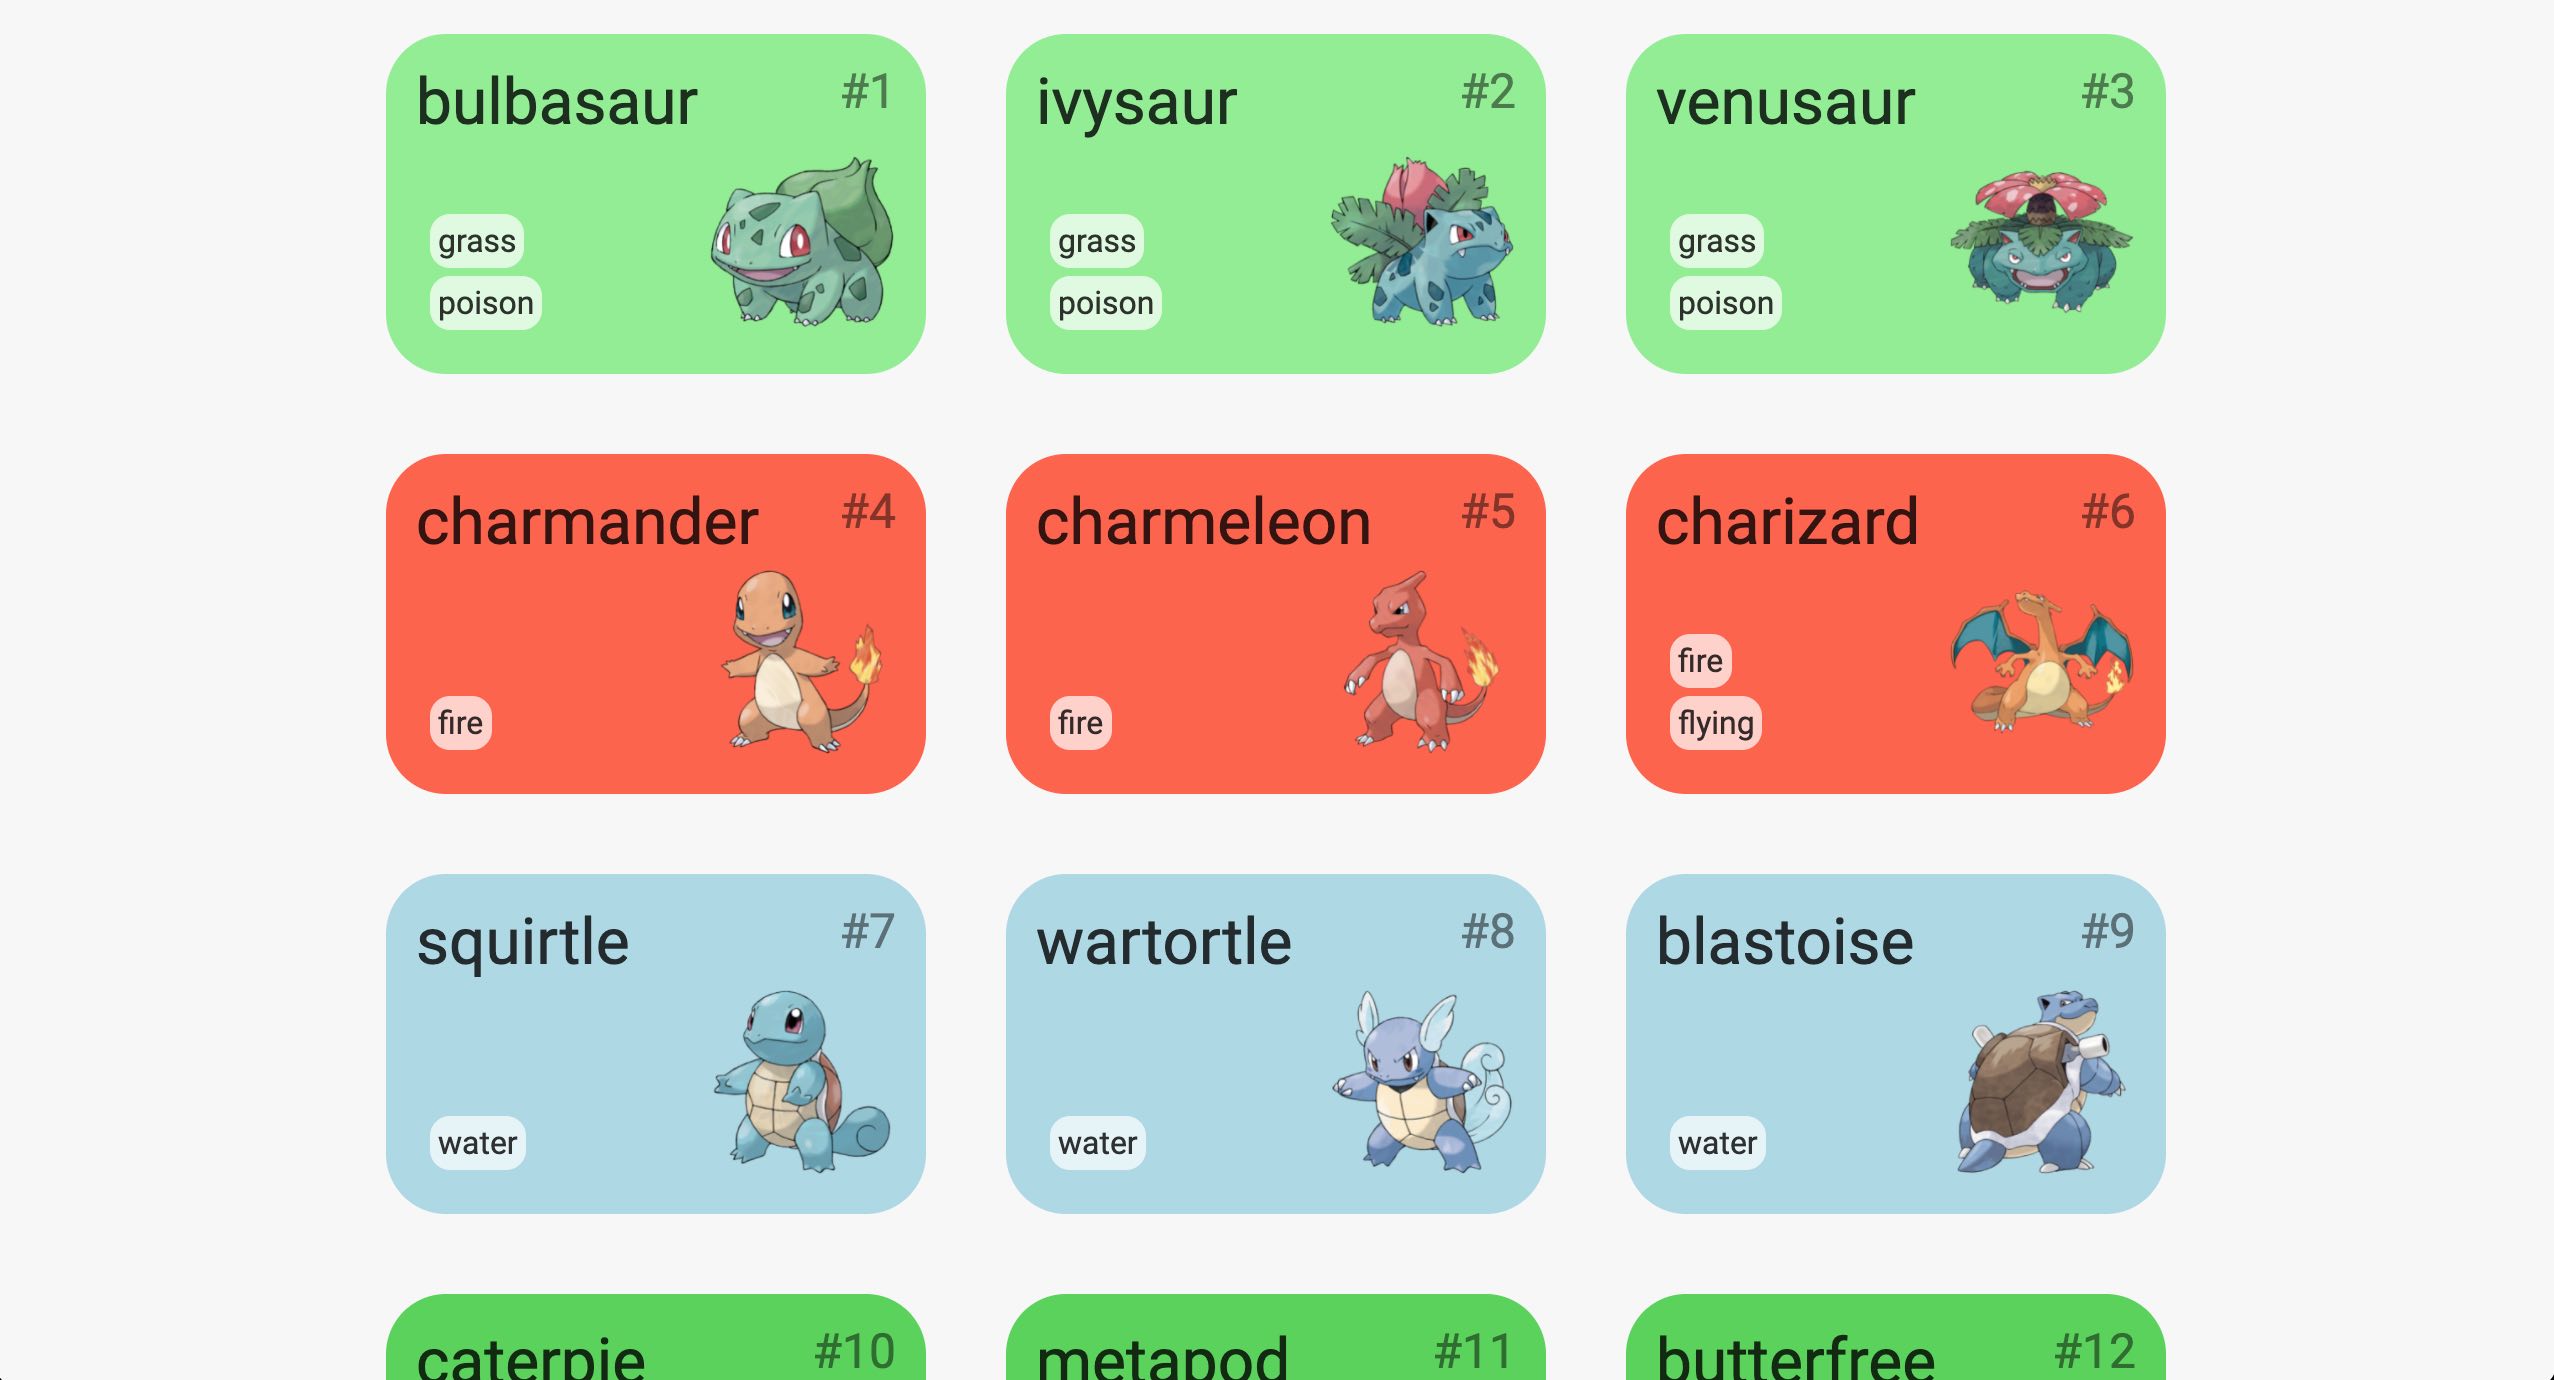 bulbasaur #1
grass
poison
ivysaur #2
grass
poison
venusaur #3
grass
poison
charmander #4
fire
charmeleon #5
fire
charizard #6
fire
flying
squirtle #7
water
wartortle #8
water
blastoise #9
water
caterpie #10
metapod #11
butterfree #12